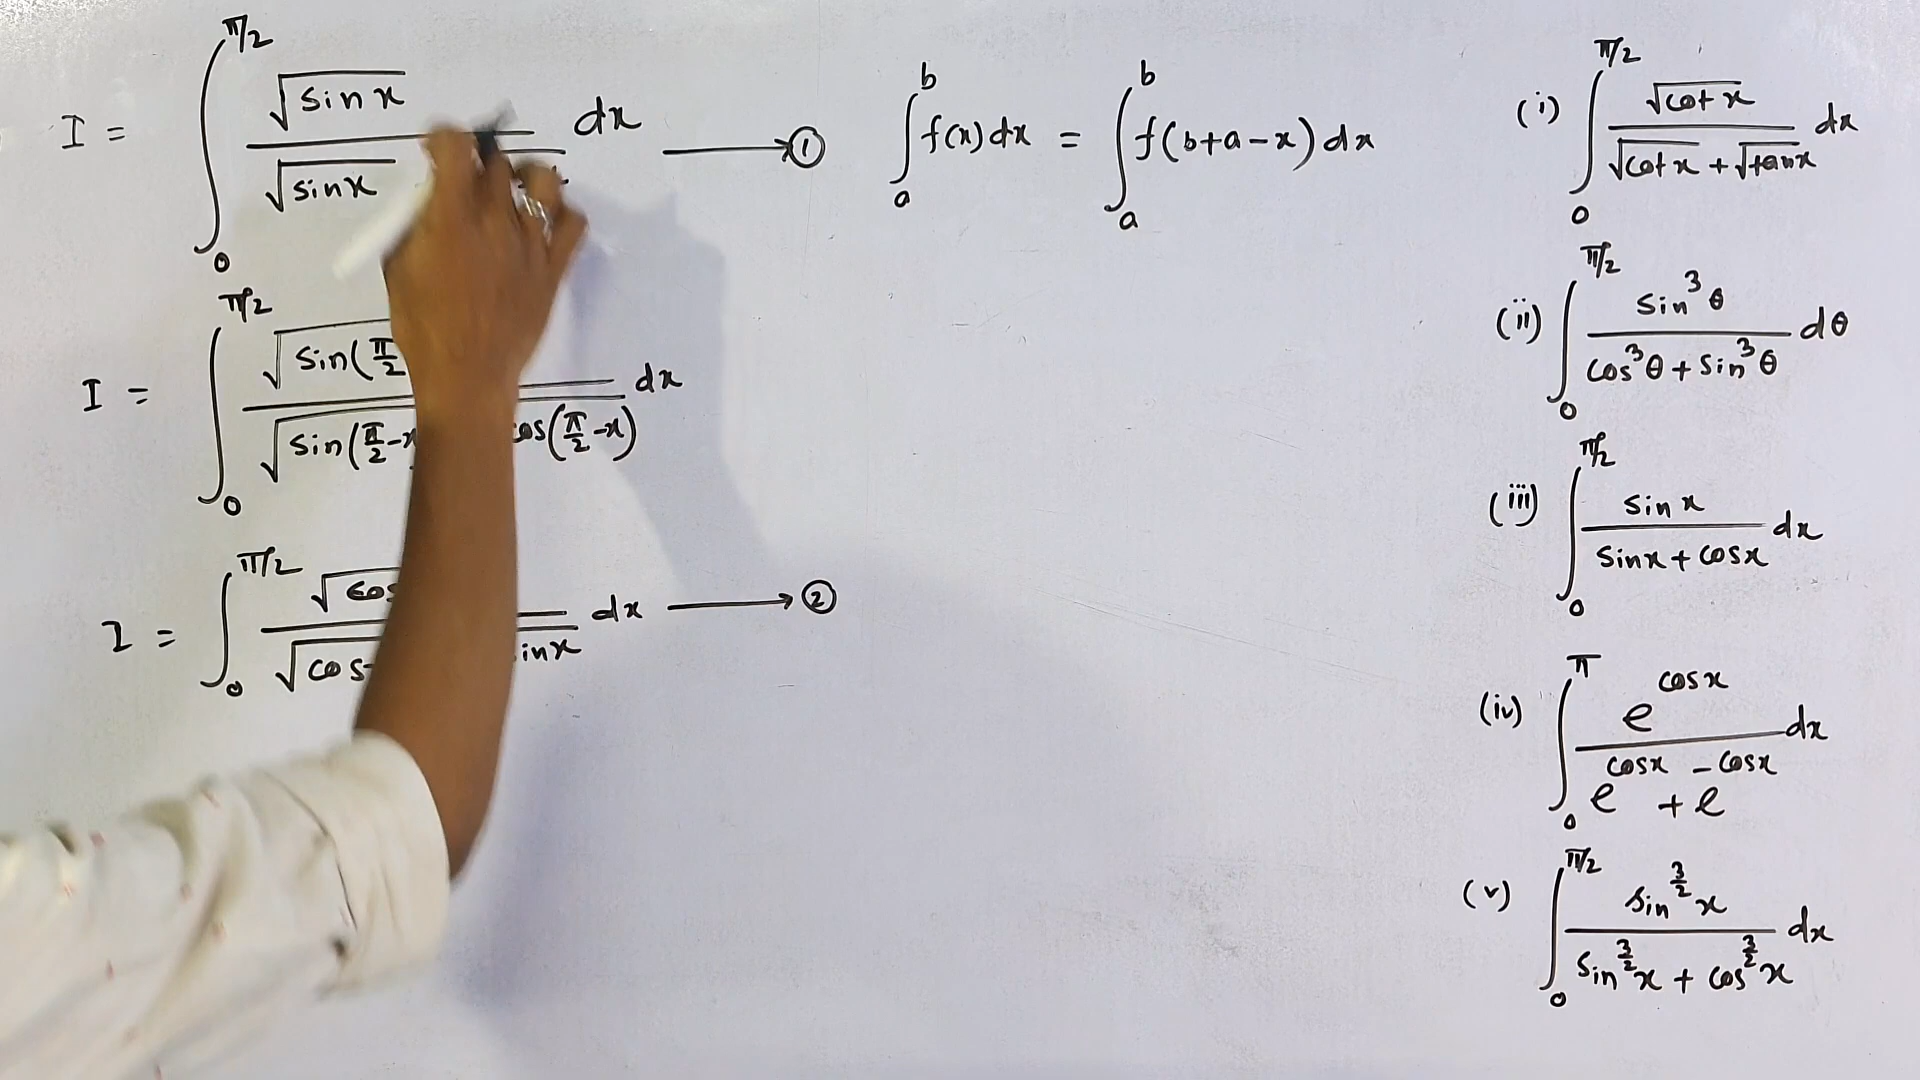 I = ∫₀^π/2 √sinx / √sinx dx → ①
I = ∫₀^π/2 √sin(π/2 / √sin(π/2-x cos(π/2-x) dx
I = ∫₀^π/2 √cos / √cos inx dx → ②
∫ₐᵇ f(x)dx = ∫ₐᵇ f(b+a-x)dx
(i) ∫₀^π/2 √cotx / √cotx + √tanx dx
(ii) ∫₀^π/2 sin³θ / cos³θ + sin³θ dθ
(iii) ∫₀^π/2 sinx / sinx + cosx dx
(iv) ∫₀^π e^cosx / e^cosx + e^-cosx dx
(v) ∫₀^π/2 sin^3/2 x / sin^3/2 x + cos^3/2 x dx